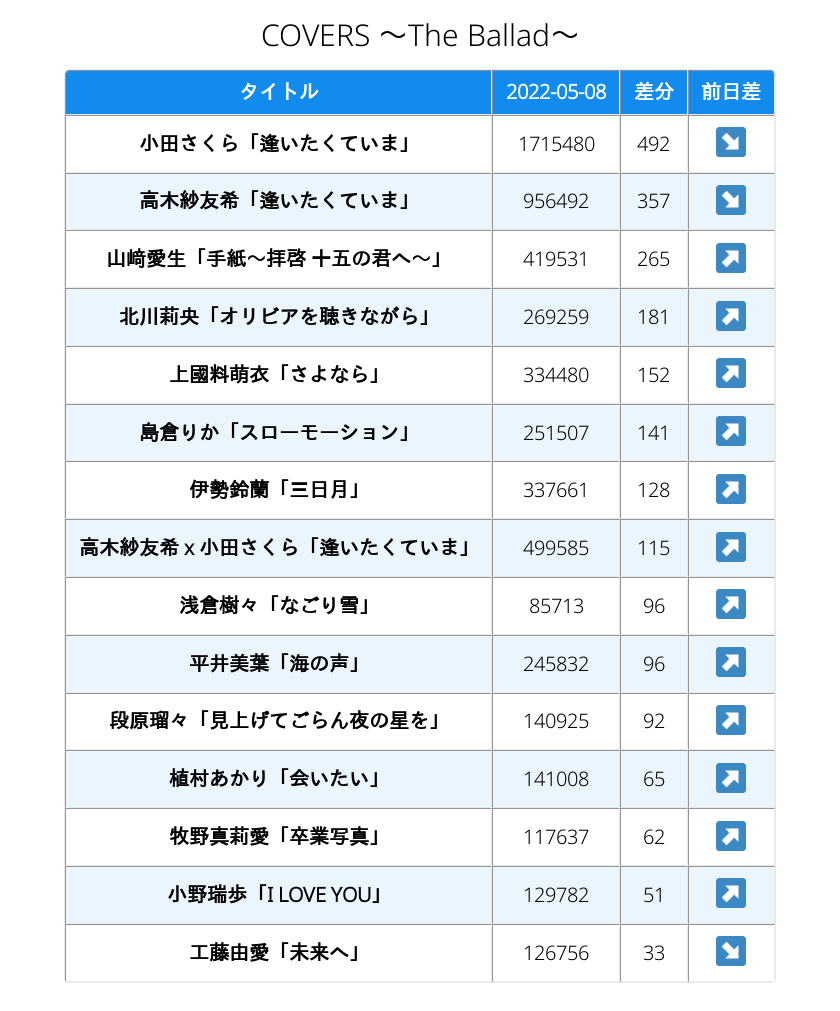 COVERS ～The Ballad～
タイトル 2022-05-08 差分 前日差
小田さくら「逢いたくていま」 1715480 492 ↘
高木紗友希「逢いたくていま」 956492 357 ↘
山﨑愛生「手紙～拝啓 十五の君へ～」 419531 265 ↗
北川莉央「オリビアを聴きながら」 269259 181 ↗
上國料萌衣「さよなら」 334480 152 ↗
島倉りか「スローモーション」 251507 141 ↗
伊勢鈴蘭「三日月」 337661 128 ↗
高木紗友希 x 小田さくら「逢いたくていま」 499585 115 ↗
浅倉樹々「なごり雪」 85713 96 ↗
平井美葉「海の声」 245832 96 ↗
段原瑠々「見上げてごらん夜の星を」 140925 92 ↗
植村あかり「会いたい」 141008 65 ↗
牧野真莉愛「卒業写真」 117637 62 ↗
小野瑞歩「I LOVE YOU」 129782 51 ↗
工藤由愛「未来へ」 126756 33 ↘